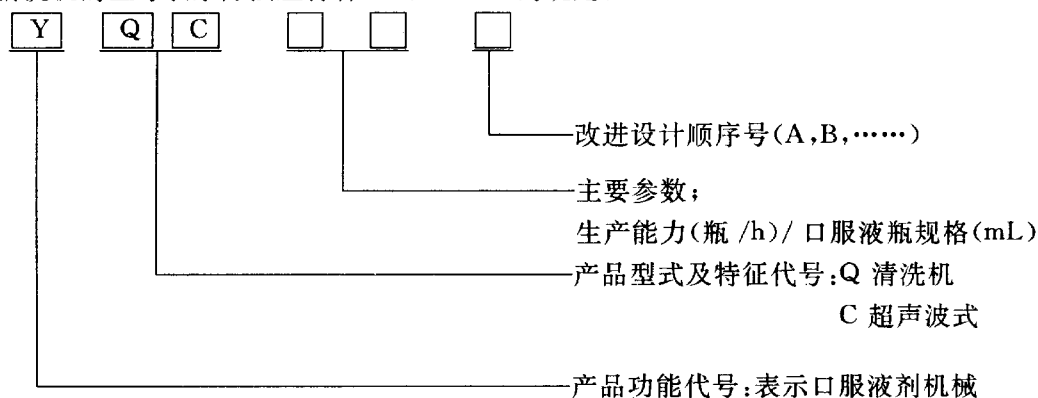 Y Q C □ □ □
改进设计顺序号(A,B,……)
主要参数;
生产能力(瓶/h)/口服液瓶规格(mL)
产品型式及特征代号:Q 清洗机
C 超声波式
产品功能代号:表示口服液剂机械